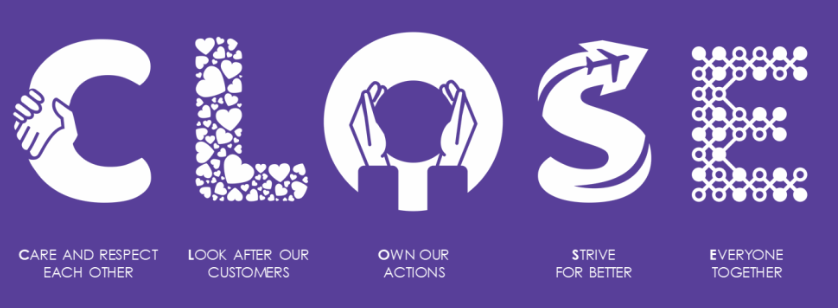 CLOSE
CARE AND RESPECT
EACH OTHER
LOOK AFTER OUR
CUSTOMERS
OWN OUR
ACTIONS
STRIVE
FOR BETTER
EVERYONE
TOGETHER